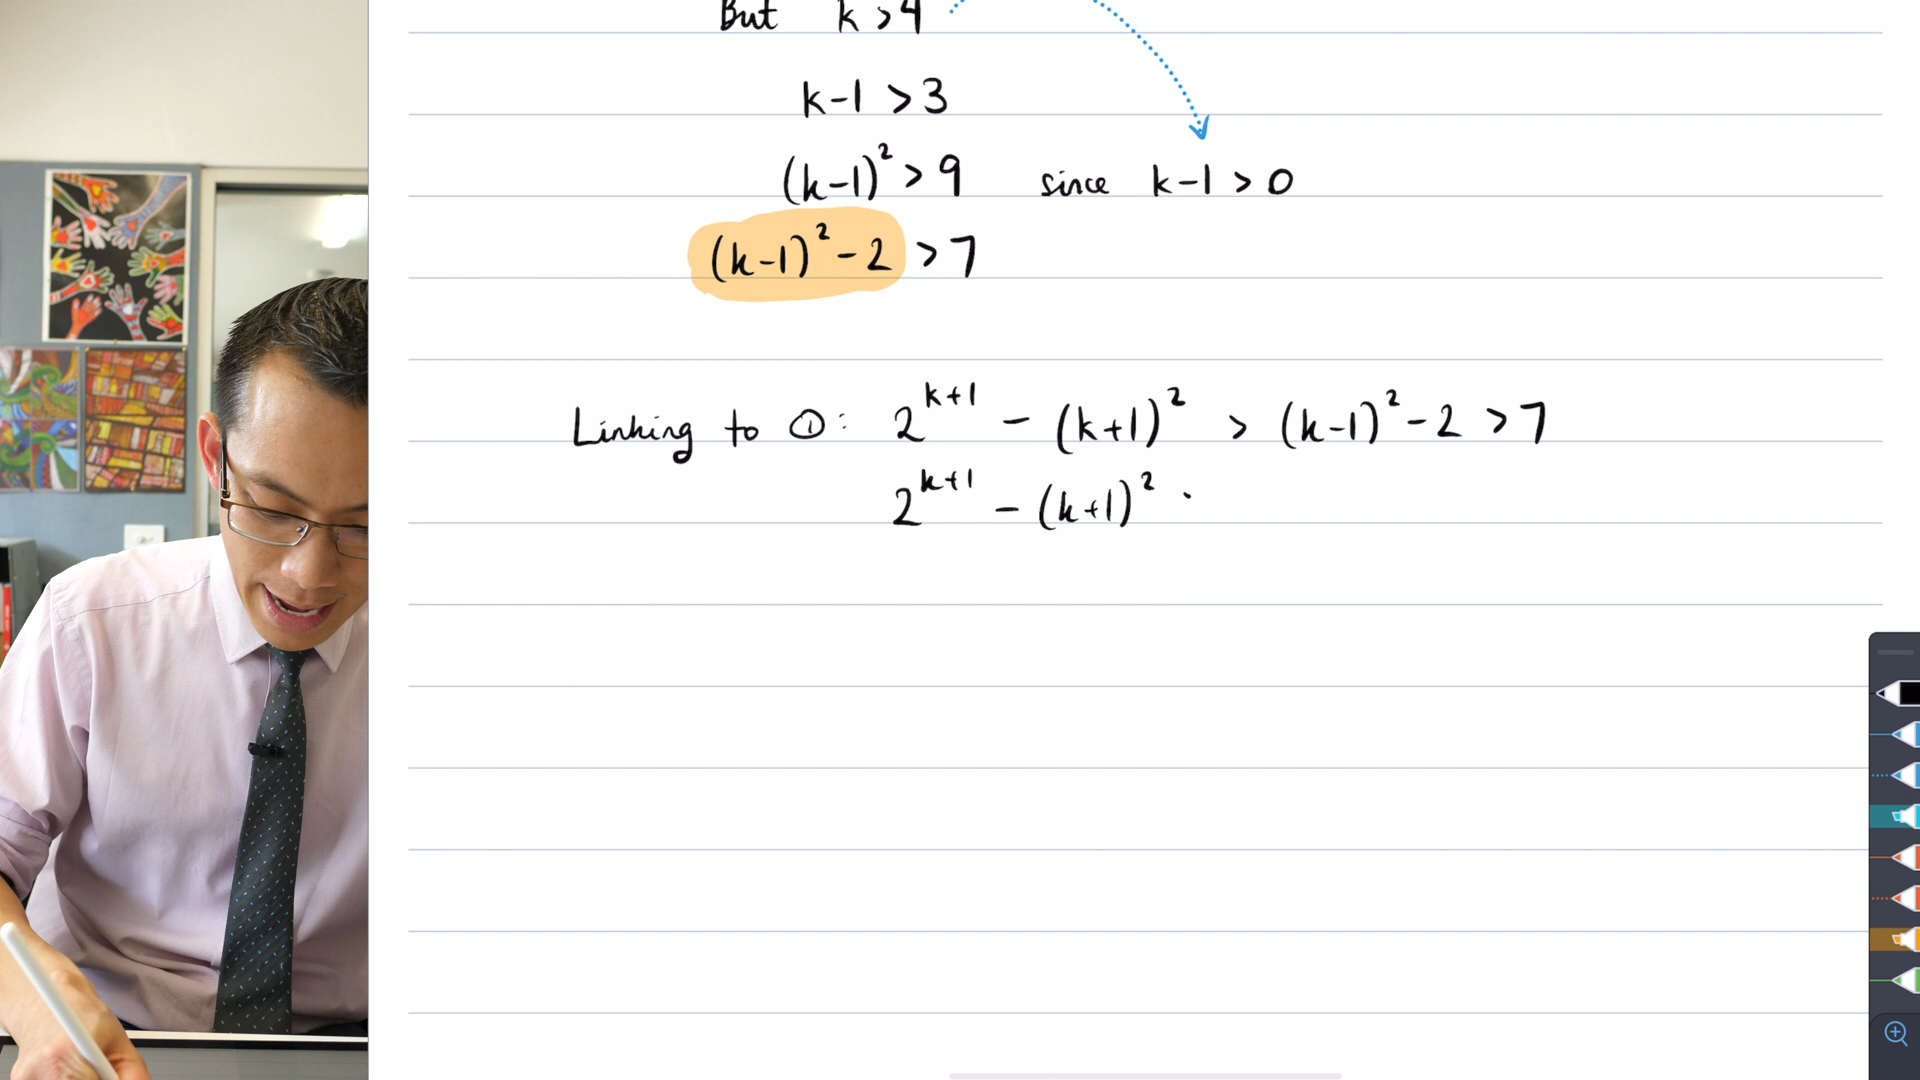 But k > 4
k-1 > 3
(k-1)² > 9 since k-1 > 0
(k-1)² - 2 > 7
Linking to ①: 2^{k+1} - (k+1)² > (k-1)² - 2 > 7
2^{k+1} - (k+1)² ·